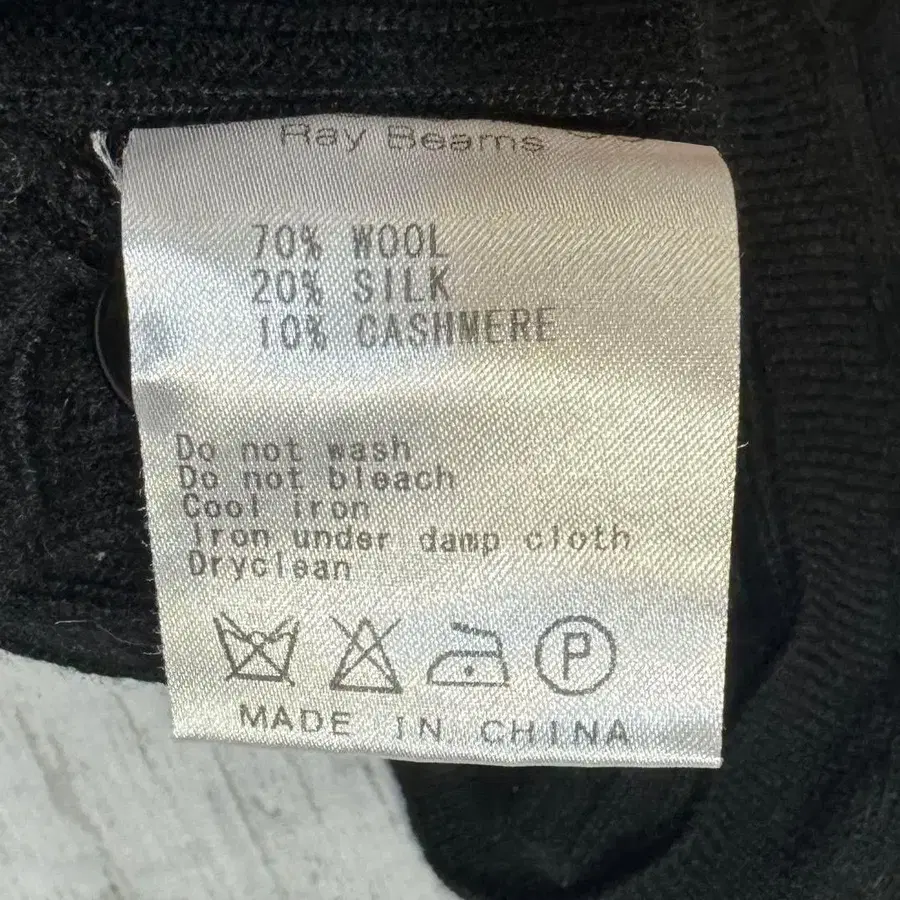 Ray Beams
70% WOOL
20% SILK
10% CASHMERE
Do not wash
Do not bleach
Cool iron
Iron under damp cloth
Dryclean
P
MADE IN CHINA